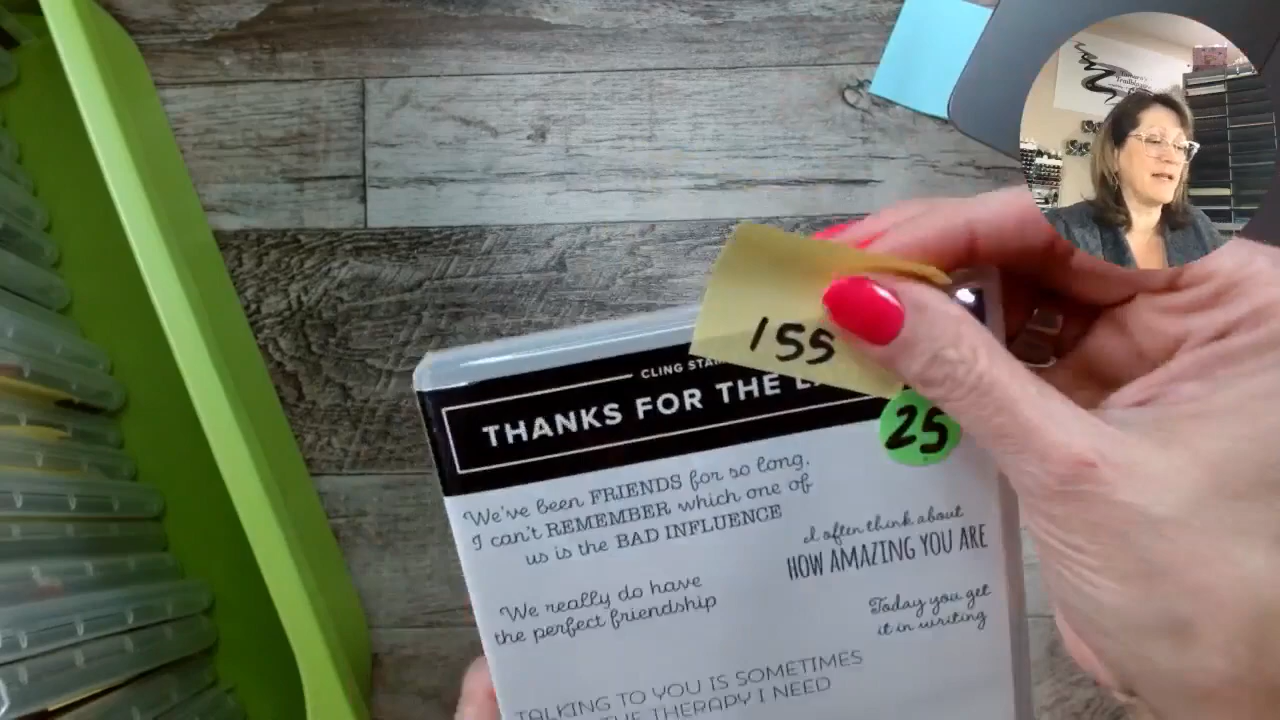 155
CLING
THANKS FOR THE
25
We've been FRIENDS for so long.
I can't REMEMBER which one of
us is the BAD INFLUENCE
I often think about
HOW AMAZING YOU ARE
We really do have
the perfect friendship
Today you get
it in writing
TALKING TO YOU IS SOMETIMES
THE THERAPY I NEED